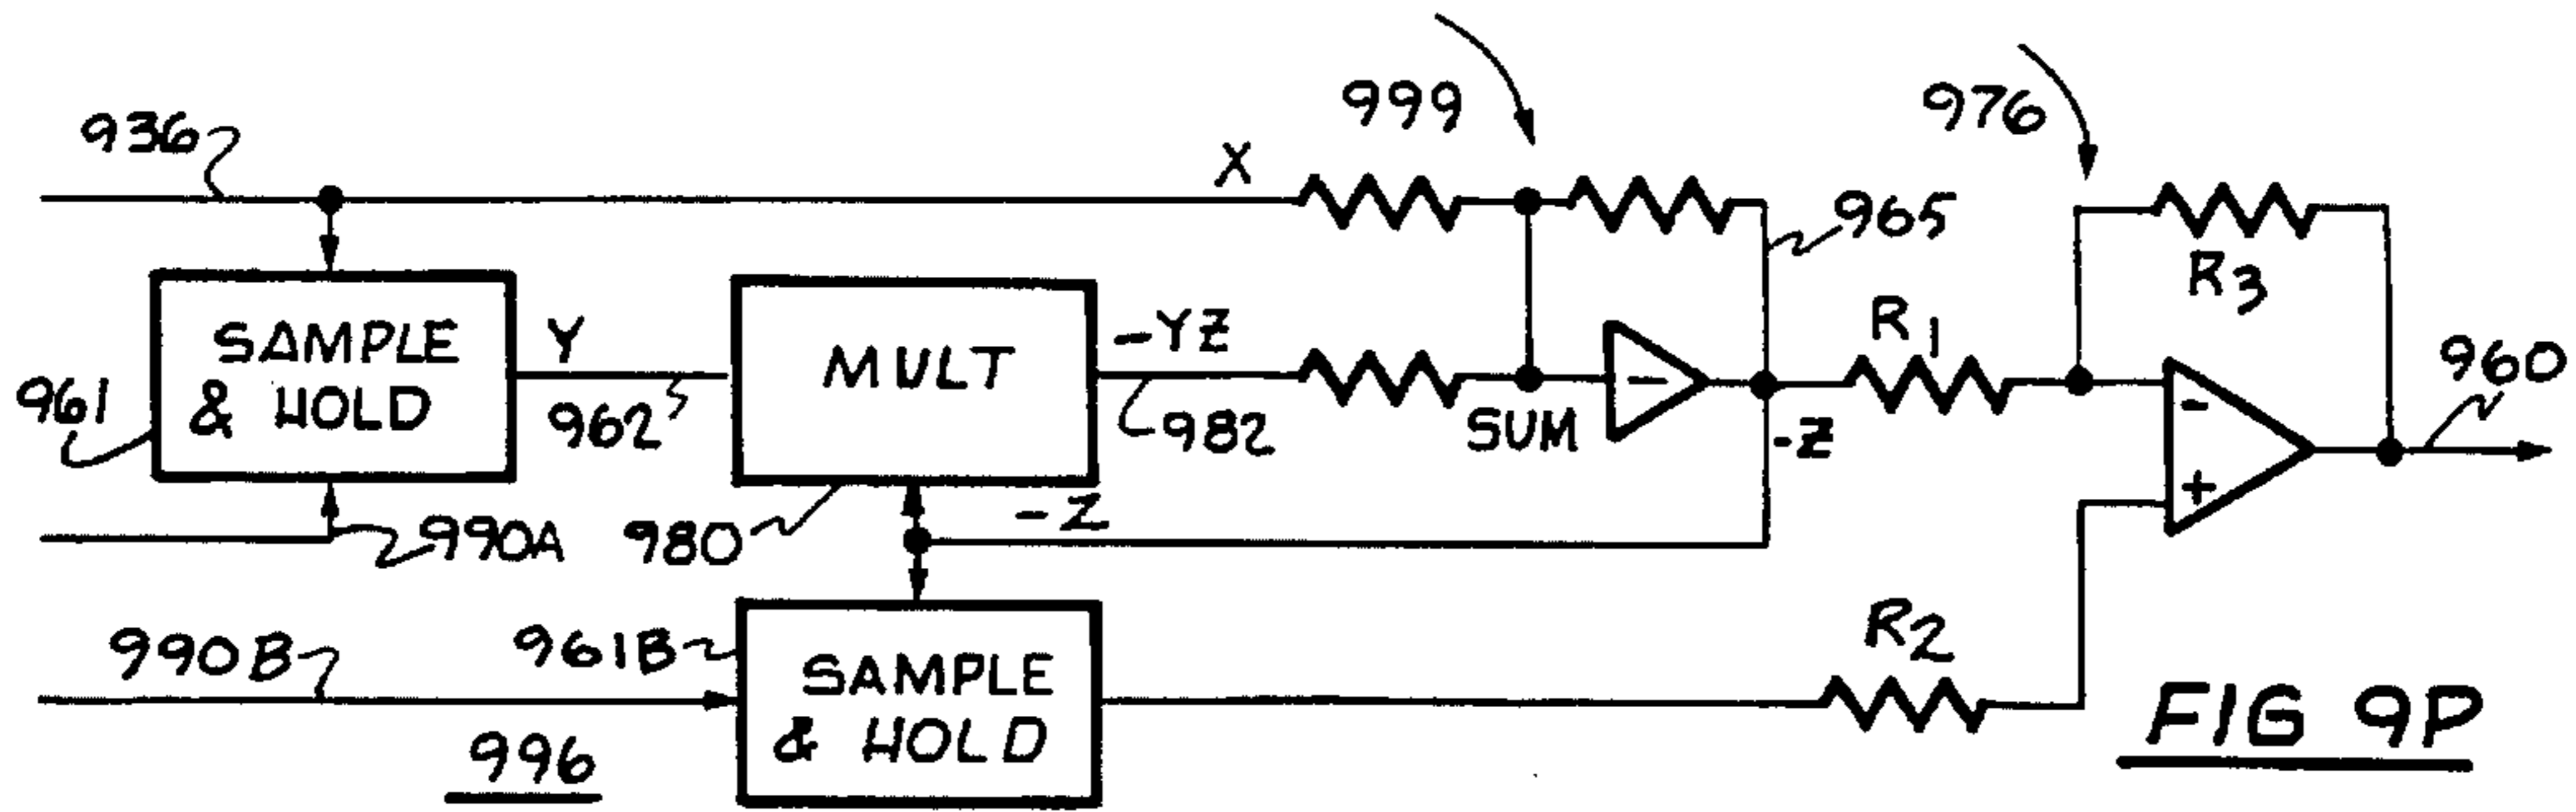 936
X
999
976
965
R3
SAMPLE
& HOLD
961
Y
962
MULT
-YZ
982
SUM
-
-Z
R1
-
+
960
990A
980
-Z
990B
961B
SAMPLE
& HOLD
R2
996
FIG 9P